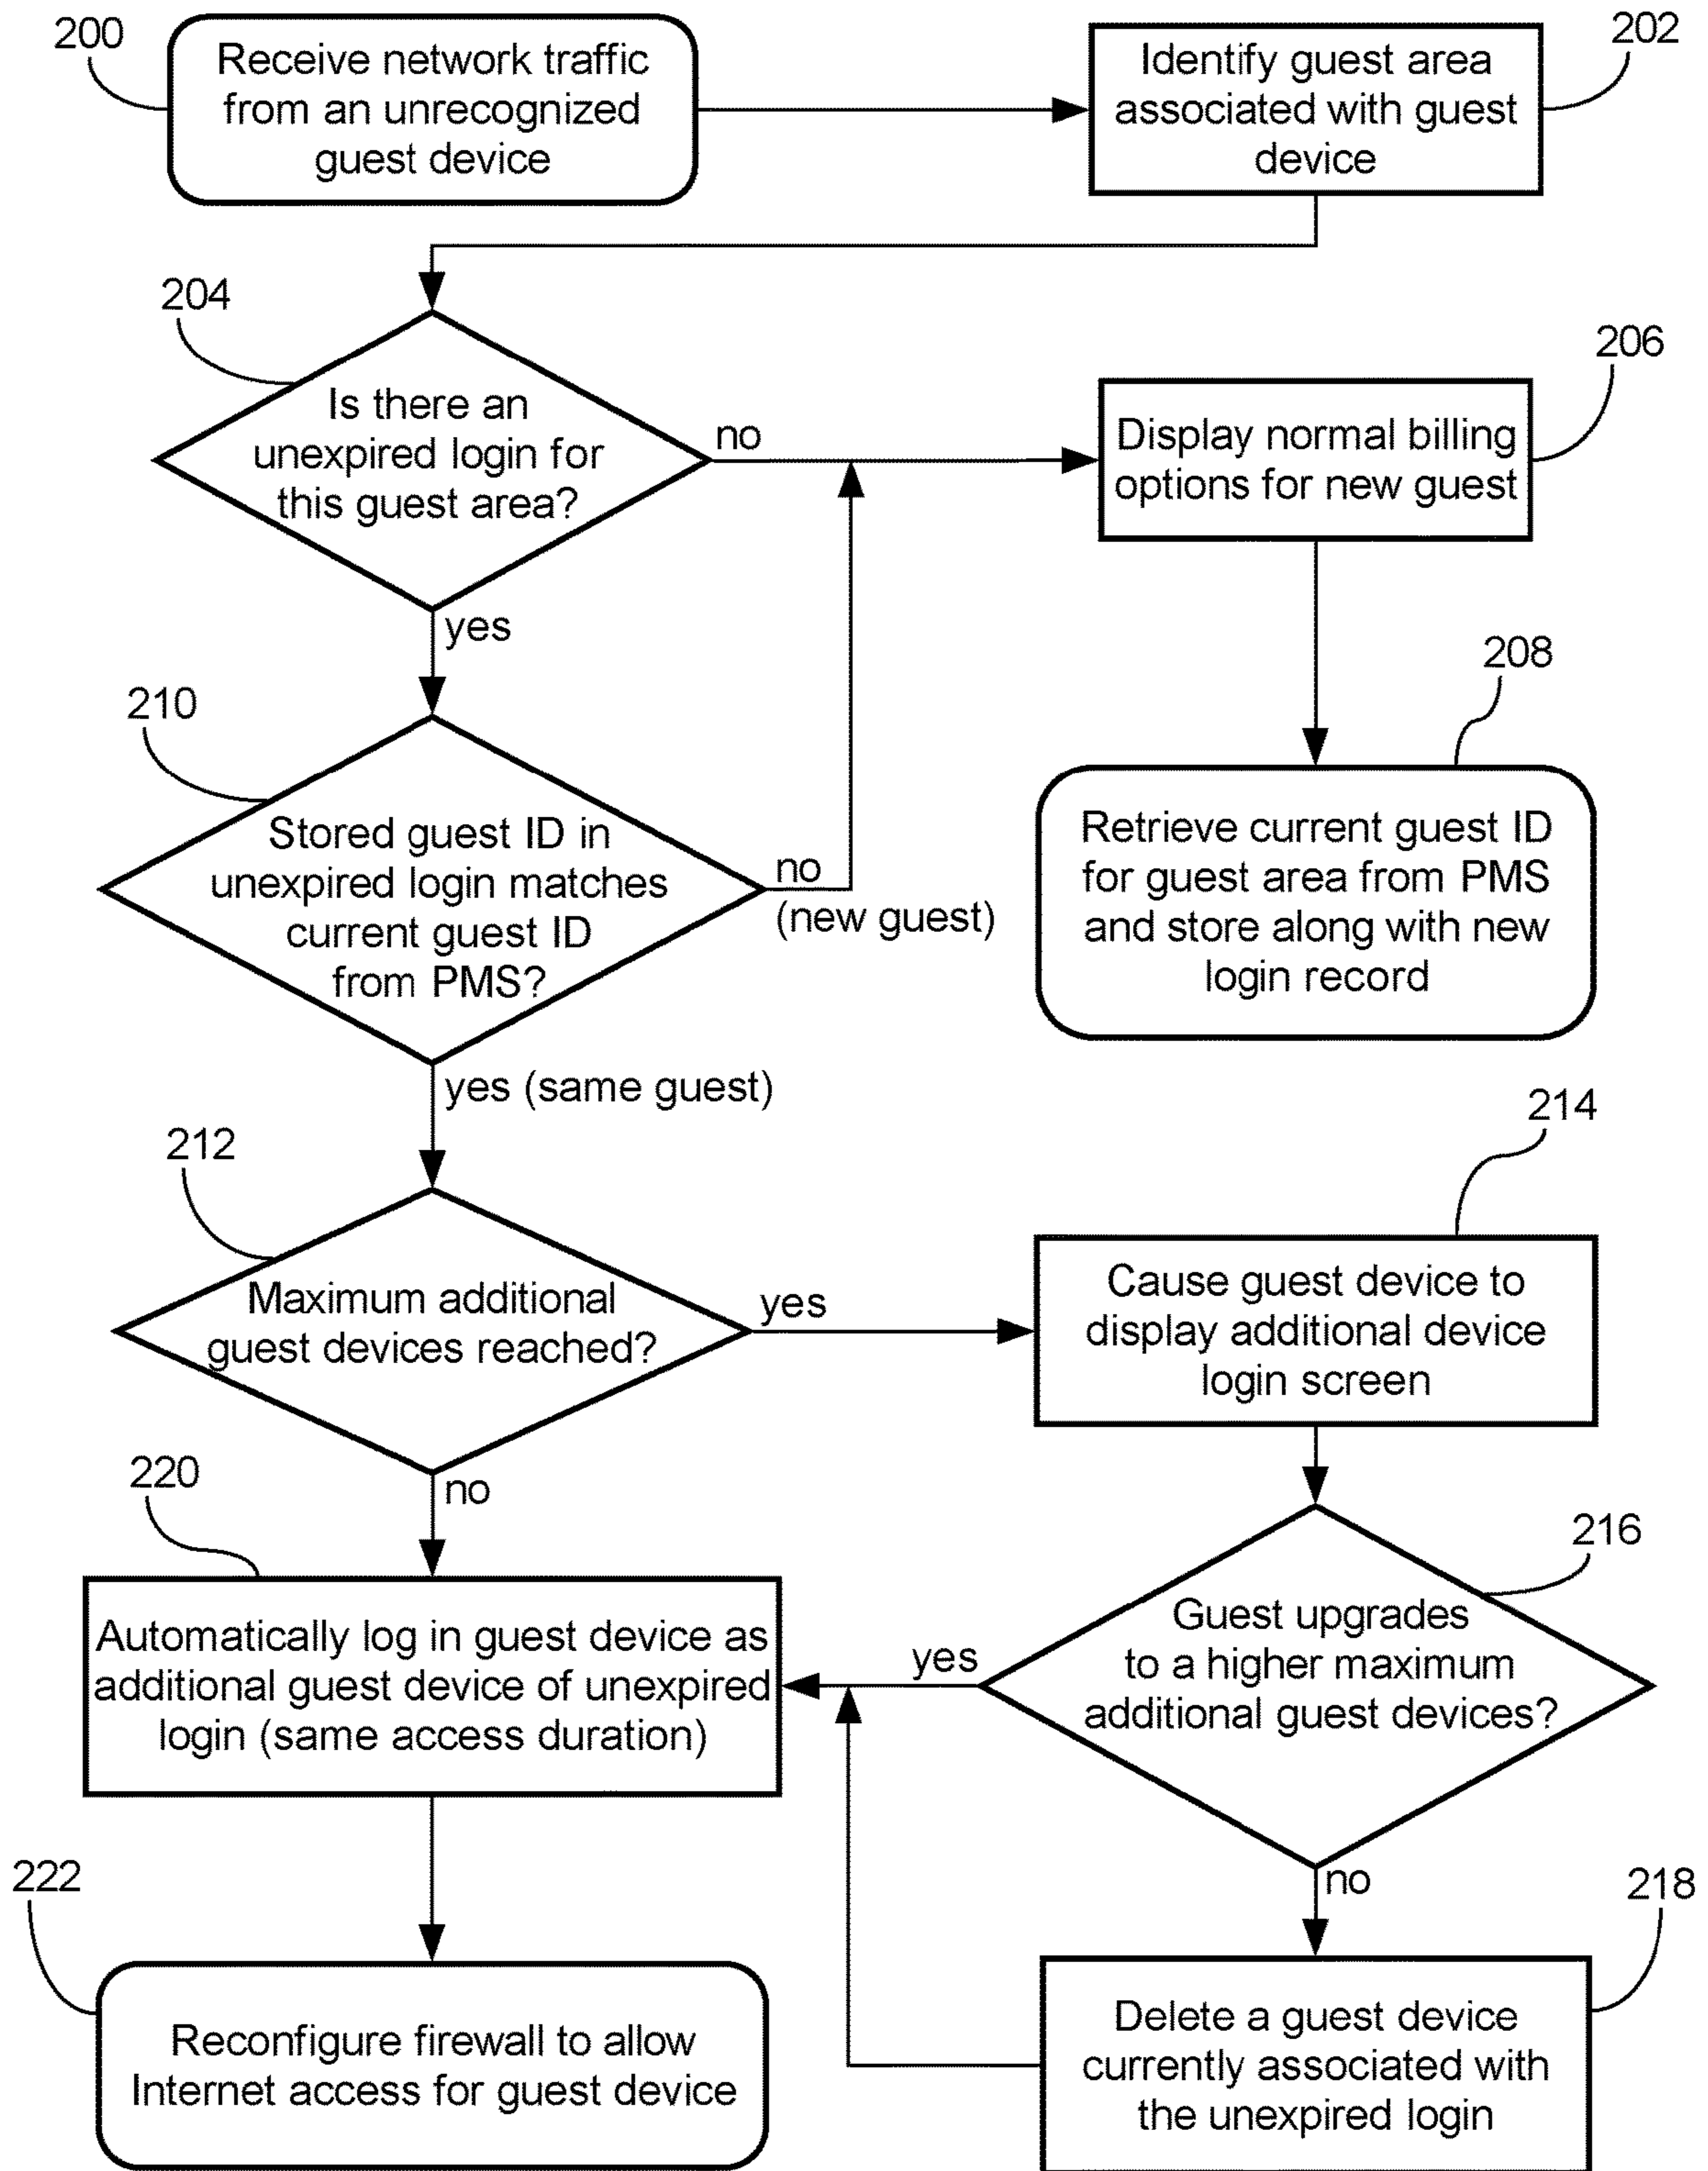 200
Receive network traffic
from an unrecognized
guest device
202
Identify guest area
associated with guest
device
204
Is there an
unexpired login for
this guest area?
no
yes
206
Display normal billing
options for new guest
208
Retrieve current guest ID
for guest area from PMS
and store along with new
login record
210
Stored guest ID in
unexpired login matches
current guest ID
from PMS?
no
(new guest)
yes (same guest)
212
Maximum additional
guest devices reached?
yes
no
214
Cause guest device to
display additional device
login screen
216
Guest upgrades
to a higher maximum
additional guest devices?
yes
no
218
Delete a guest device
currently associated with
the unexpired login
220
Automatically log in guest device as
additional guest device of unexpired
login (same access duration)
222
Reconfigure firewall to allow
Internet access for guest device